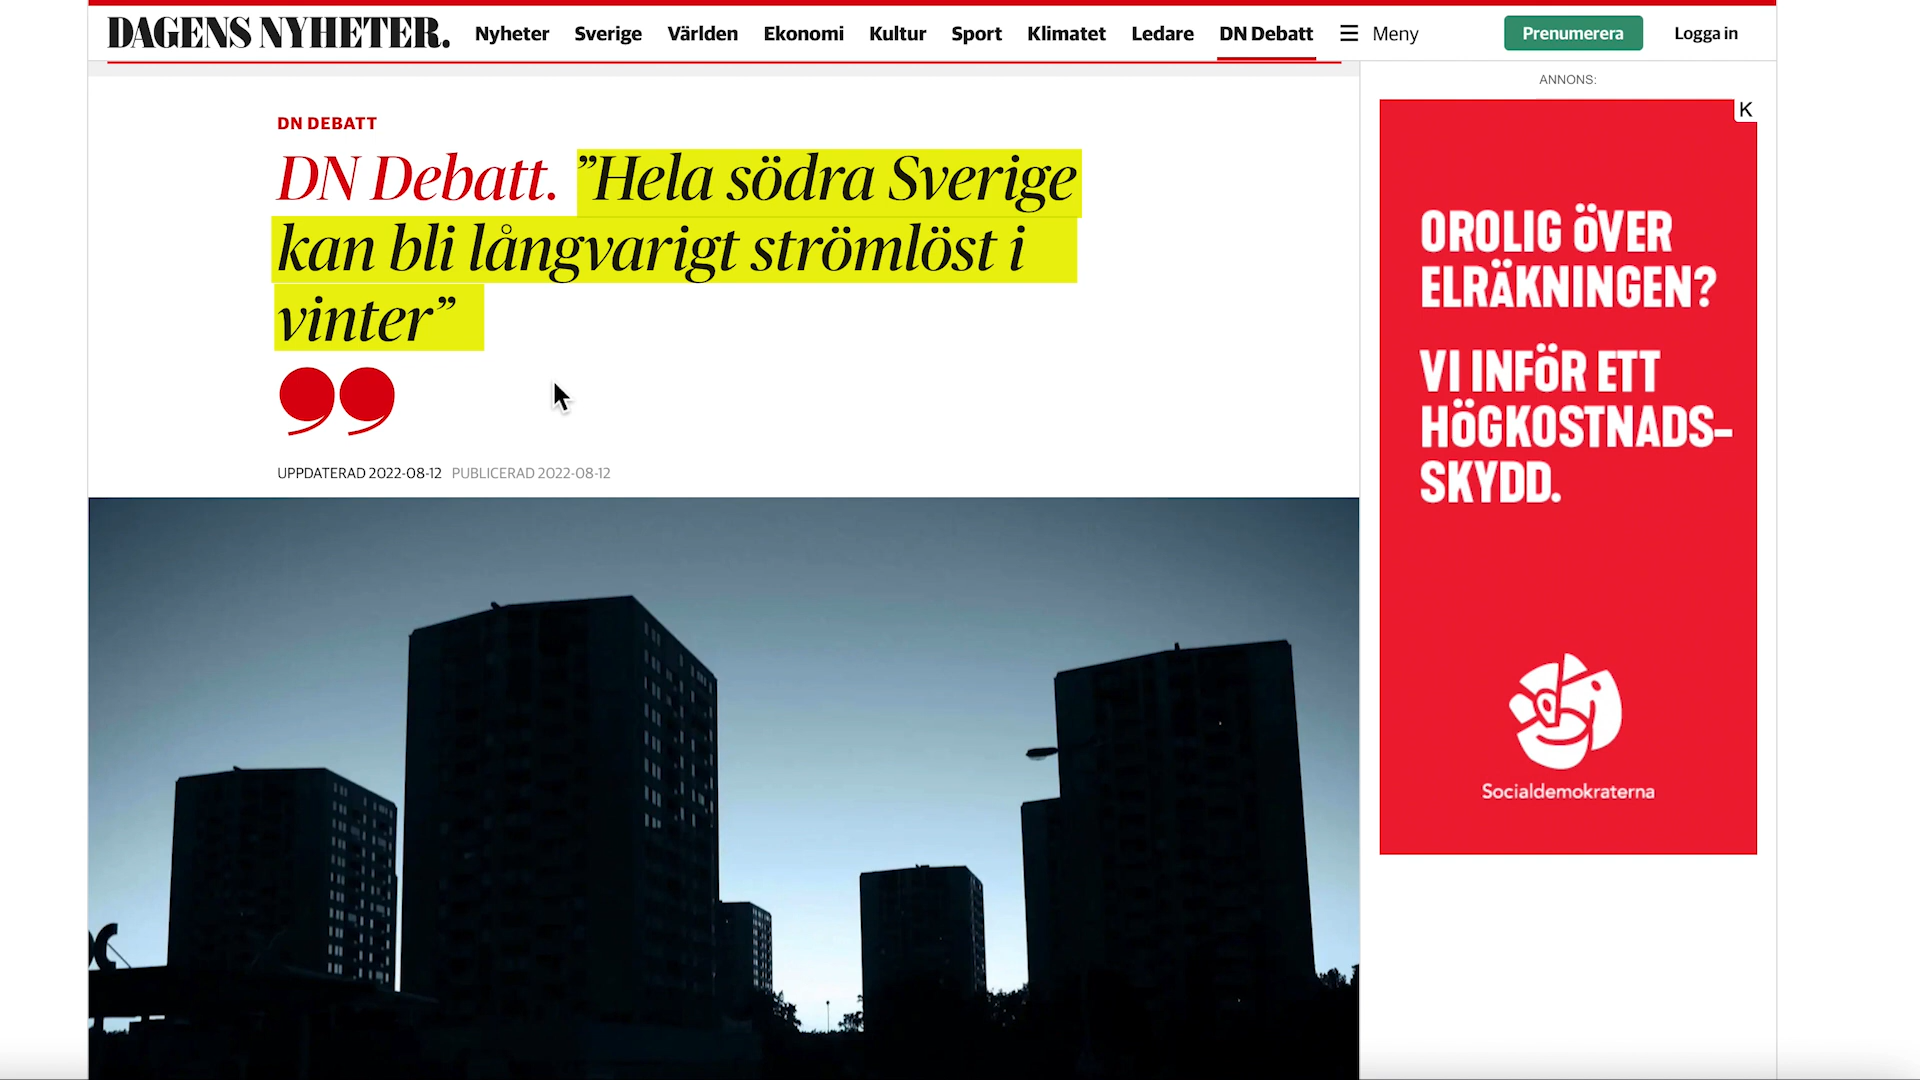 DAGENS NYHETER.
Nyheter Sverige Världen Ekonomi Kultur Sport Klimatet Ledare DN Debatt Meny Prenumerera Logga in
DN DEBATT
DN Debatt. ”Hela södra Sverige
kan bli långvarigt strömlöst i
vinter”
UPPDATERAD 2022-08-12 PUBLICERAD 2022-08-12
ANNONS:
K
OROLIG ÖVER
ELRÄKNINGEN?
VI INFÖR ETT
HÖGKOSTNADS-
SKYDD.
Socialdemokraterna